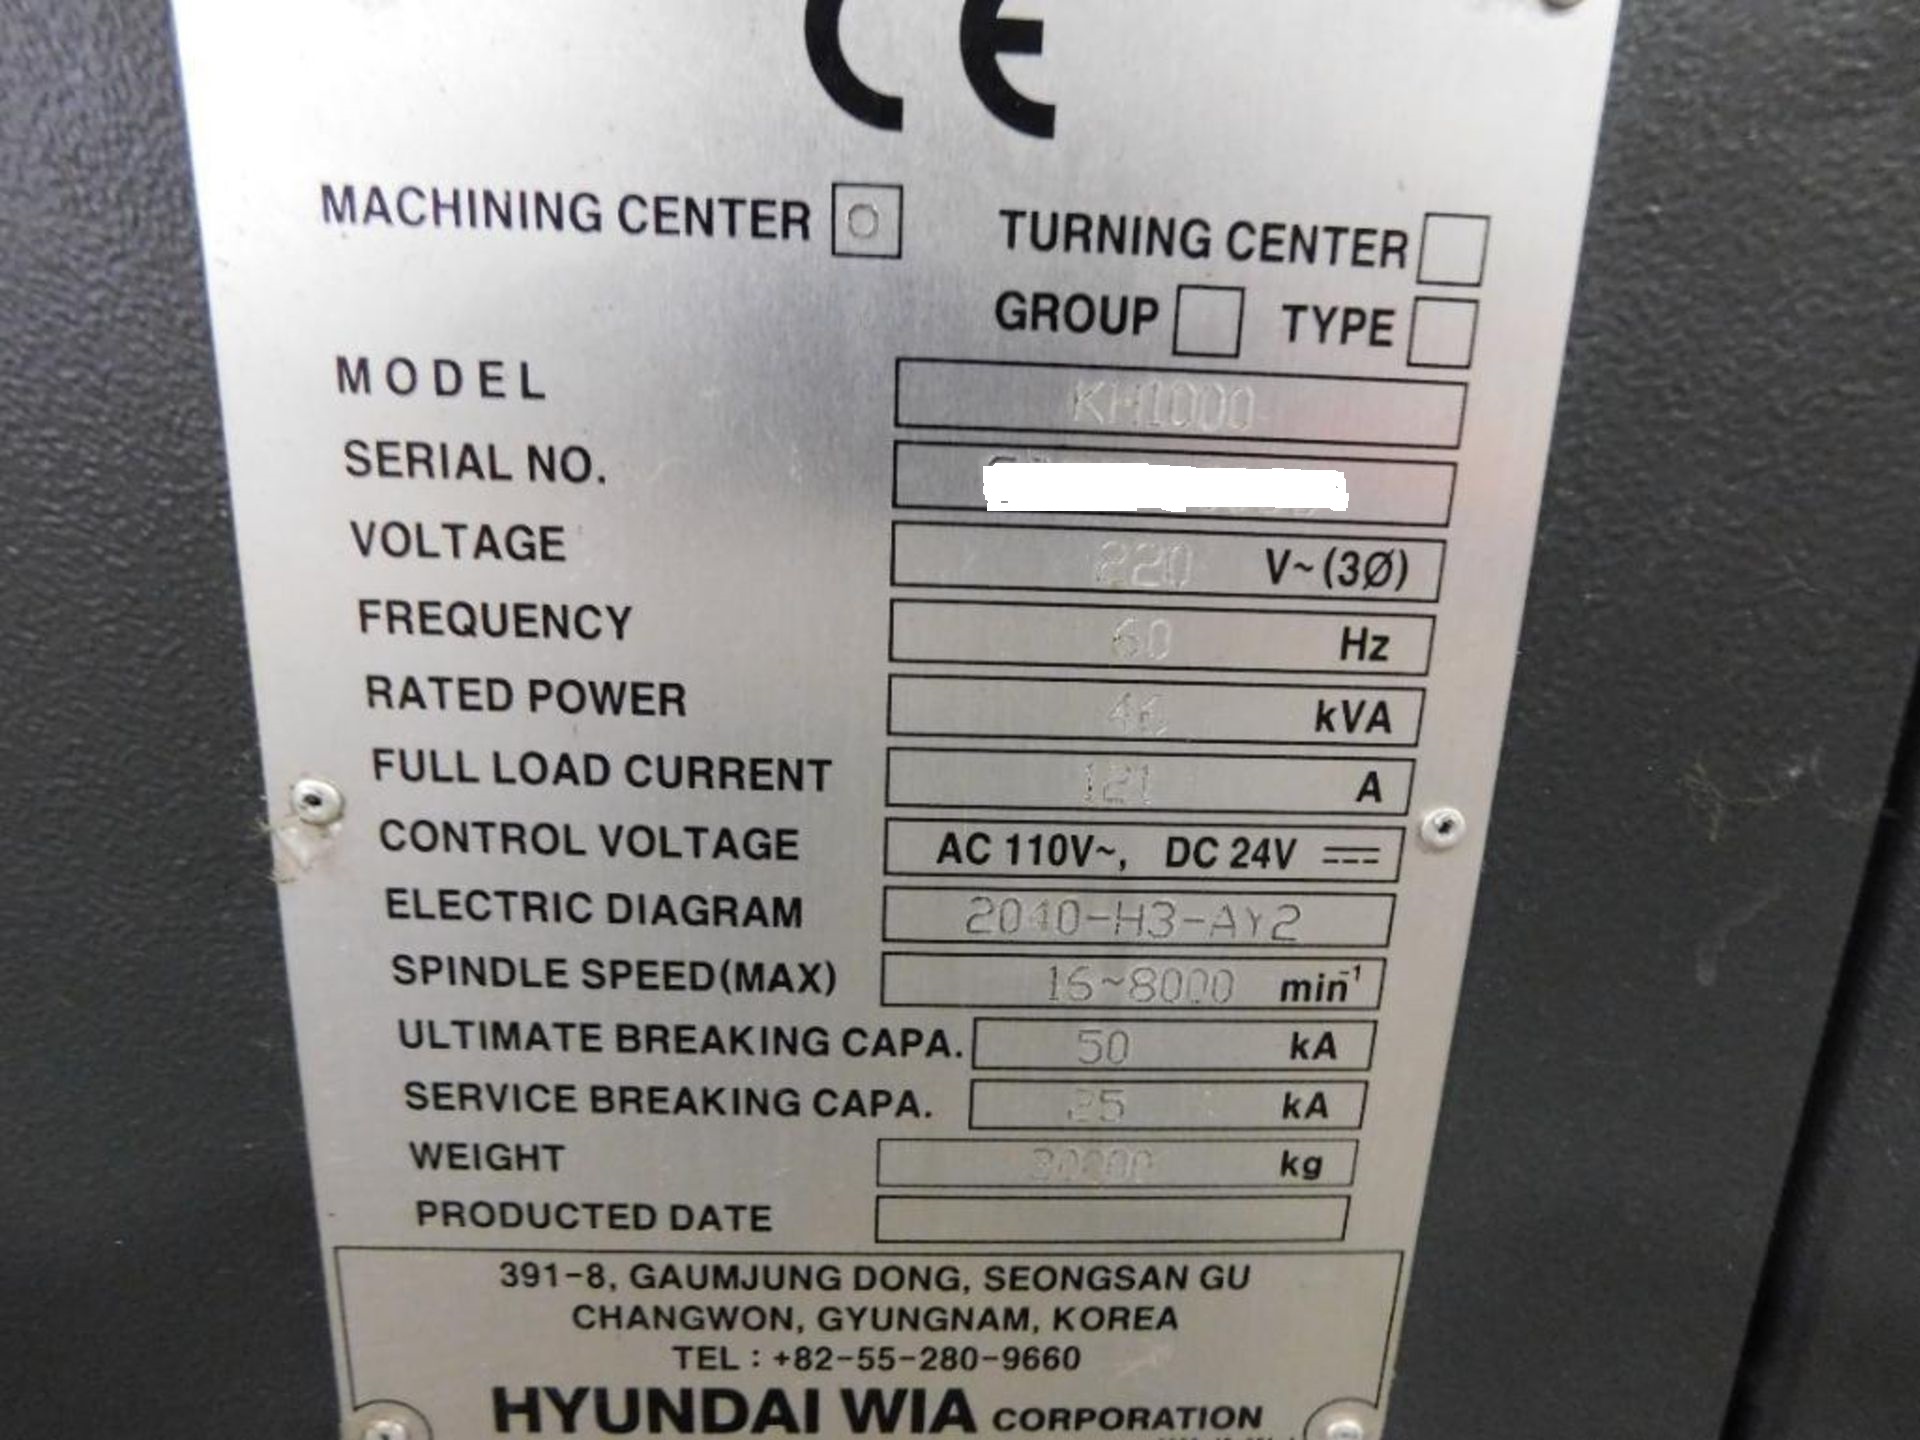 CE
MACHINING CENTER O TURNING CENTER
GROUP TYPE
MODEL KH1000
SERIAL NO.
VOLTAGE 220 V~(3Ø)
FREQUENCY 60 Hz
RATED POWER 46 kVA
FULL LOAD CURRENT 121 A
CONTROL VOLTAGE AC 110V~, DC 24V ⎓
ELECTRIC DIAGRAM 2040-H3-AY2
SPINDLE SPEED(MAX) 16~8000 min⁻¹
ULTIMATE BREAKING CAPA. 50 kA
SERVICE BREAKING CAPA. 25 kA
WEIGHT 30000 kg
PRODUCTED DATE
391-8, GAUMJUNG DONG, SEONGSAN GU
CHANGWON, GYUNGNAM, KOREA
TEL : +82-55-280-9660
HYUNDAI WIA CORPORATION